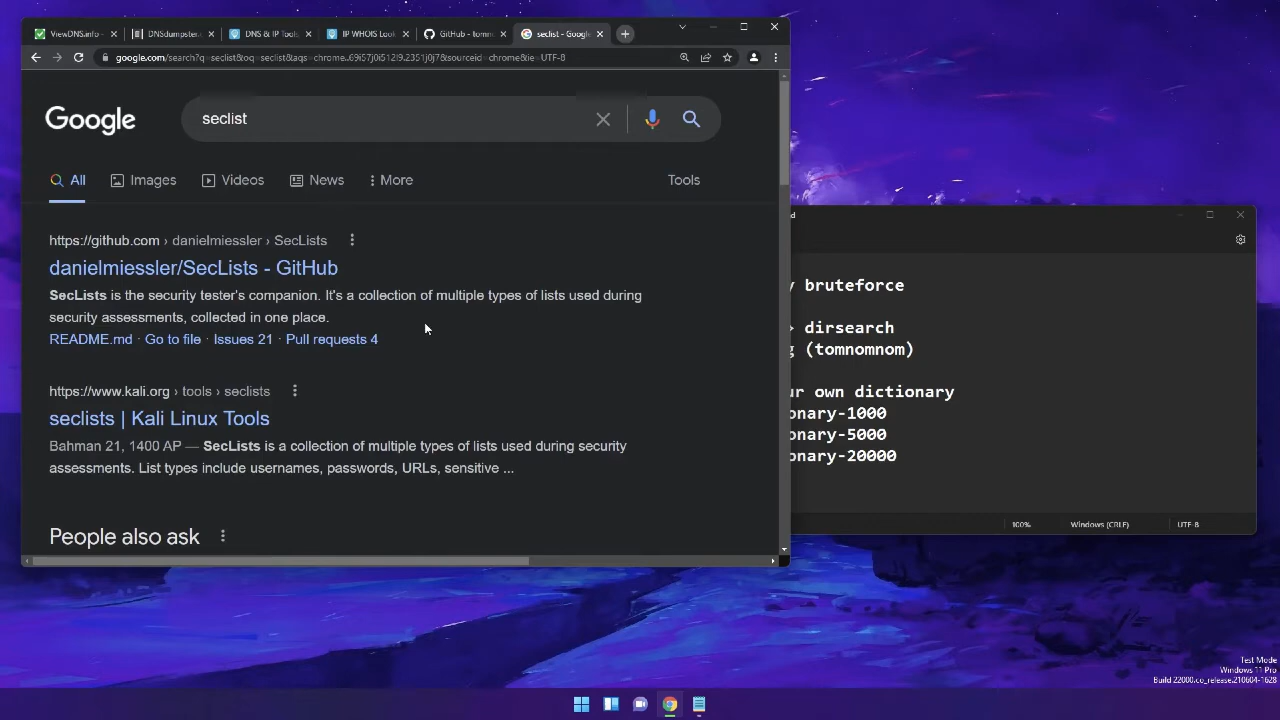 ViewDNS.info -
DNSdumpster.c
DNS & IP Tools
IP WHOIS Look
GitHub - tomn
seclist - Google
google.com/search?q=seclist&oq=seclist&aqs=chrome..69i57j0i512l9.2351j0j7&sourceid=chrome&ie=UTF-8
Google
seclist
All
Images
Videos
News
More
Tools
https://github.com › danielmiessler › SecLists
danielmiessler/SecLists - GitHub
SecLists is the security tester's companion. It's a collection of multiple types of lists used during
security assessments, collected in one place.
README.md · Go to file · Issues 21 · Pull requests 4
https://www.kali.org › tools › seclists
seclists | Kali Linux Tools
Bahman 21, 1400 AP — SecLists is a collection of multiple types of lists used during security
assessments. List types include usernames, passwords, URLs, sensitive ...
People also ask
d
y bruteforce
> dirsearch
g (tomnomnom)
ur own dictionary
onary-1000
onary-5000
onary-20000
100%
Windows (CRLF)
UTF-8
Test Mode
Windows 11 Pro
Build 22000.co_release.210604-1628